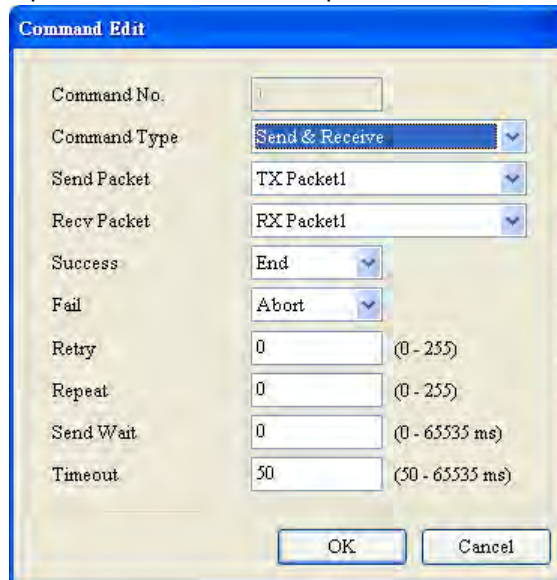 Command Edit
Command No. 1
Command Type Send & Receive
Send Packet TX Packet1
Recv Packet RX Packet1
Success End
Fail Abort
Retry 0 (0 - 255)
Repeat 0 (0 - 255)
Send Wait 0 (0 - 65535 ms)
Timeout 50 (50 - 65535 ms)
OK Cancel